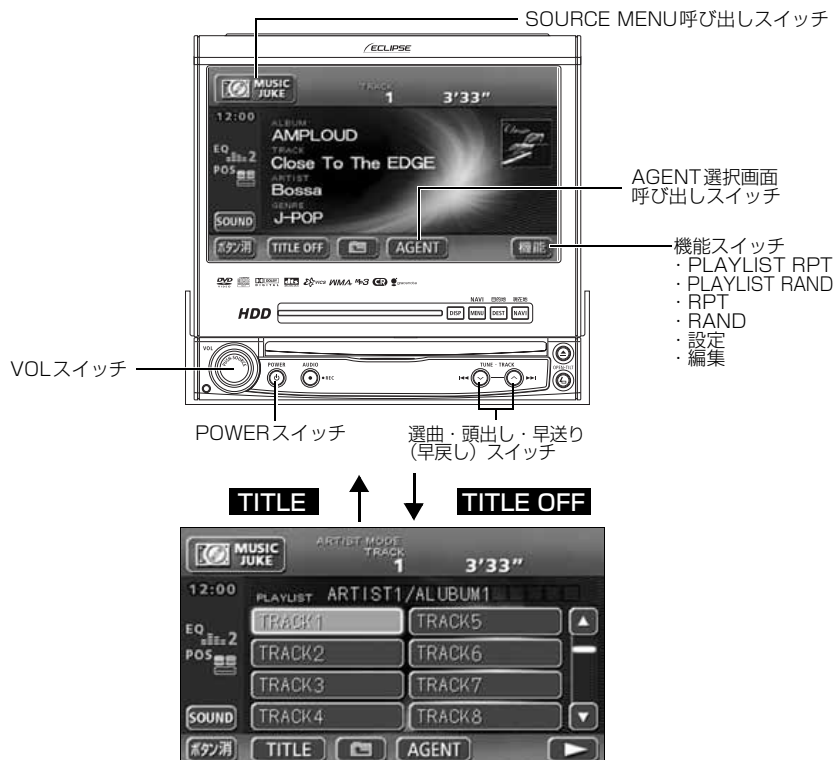 SOURCE MENU呼び出しスイッチ
ECLIPSE
MUSIC JUKE
TRACK
1
3'33"
12:00
ALBUM
AMPLOUD
TRACK
Close To The EDGE
ARTIST
Bossa
GENRE
J-POP
EQ 2
POS
SOUND
ボタン消
TITLE OFF
AGENT
機能
AGENT選択画面
呼び出しスイッチ
機能スイッチ
・PLAYLIST RPT
・PLAYLIST RAND
・RPT
・RAND
・設定
・編集
WMA
MP3
NAVI 目的地 現在地
HDD
DISP MENU DEST NAVI
VOL
POWER
AUDIO
●REC
TUNE・TRACK
VOLスイッチ
POWERスイッチ
選曲・頭出し・早送り
(早戻し)スイッチ
TITLE
TITLE OFF
MUSIC JUKE
ARTIST MODE
TRACK
1
3'33"
12:00
PLAYLIST ARTIST1/ALUBUM1
EQ 2
POS
TRACK1
TRACK5
TRACK2
TRACK6
TRACK3
TRACK7
TRACK4
TRACK8
SOUND
ボタン消
TITLE
AGENT